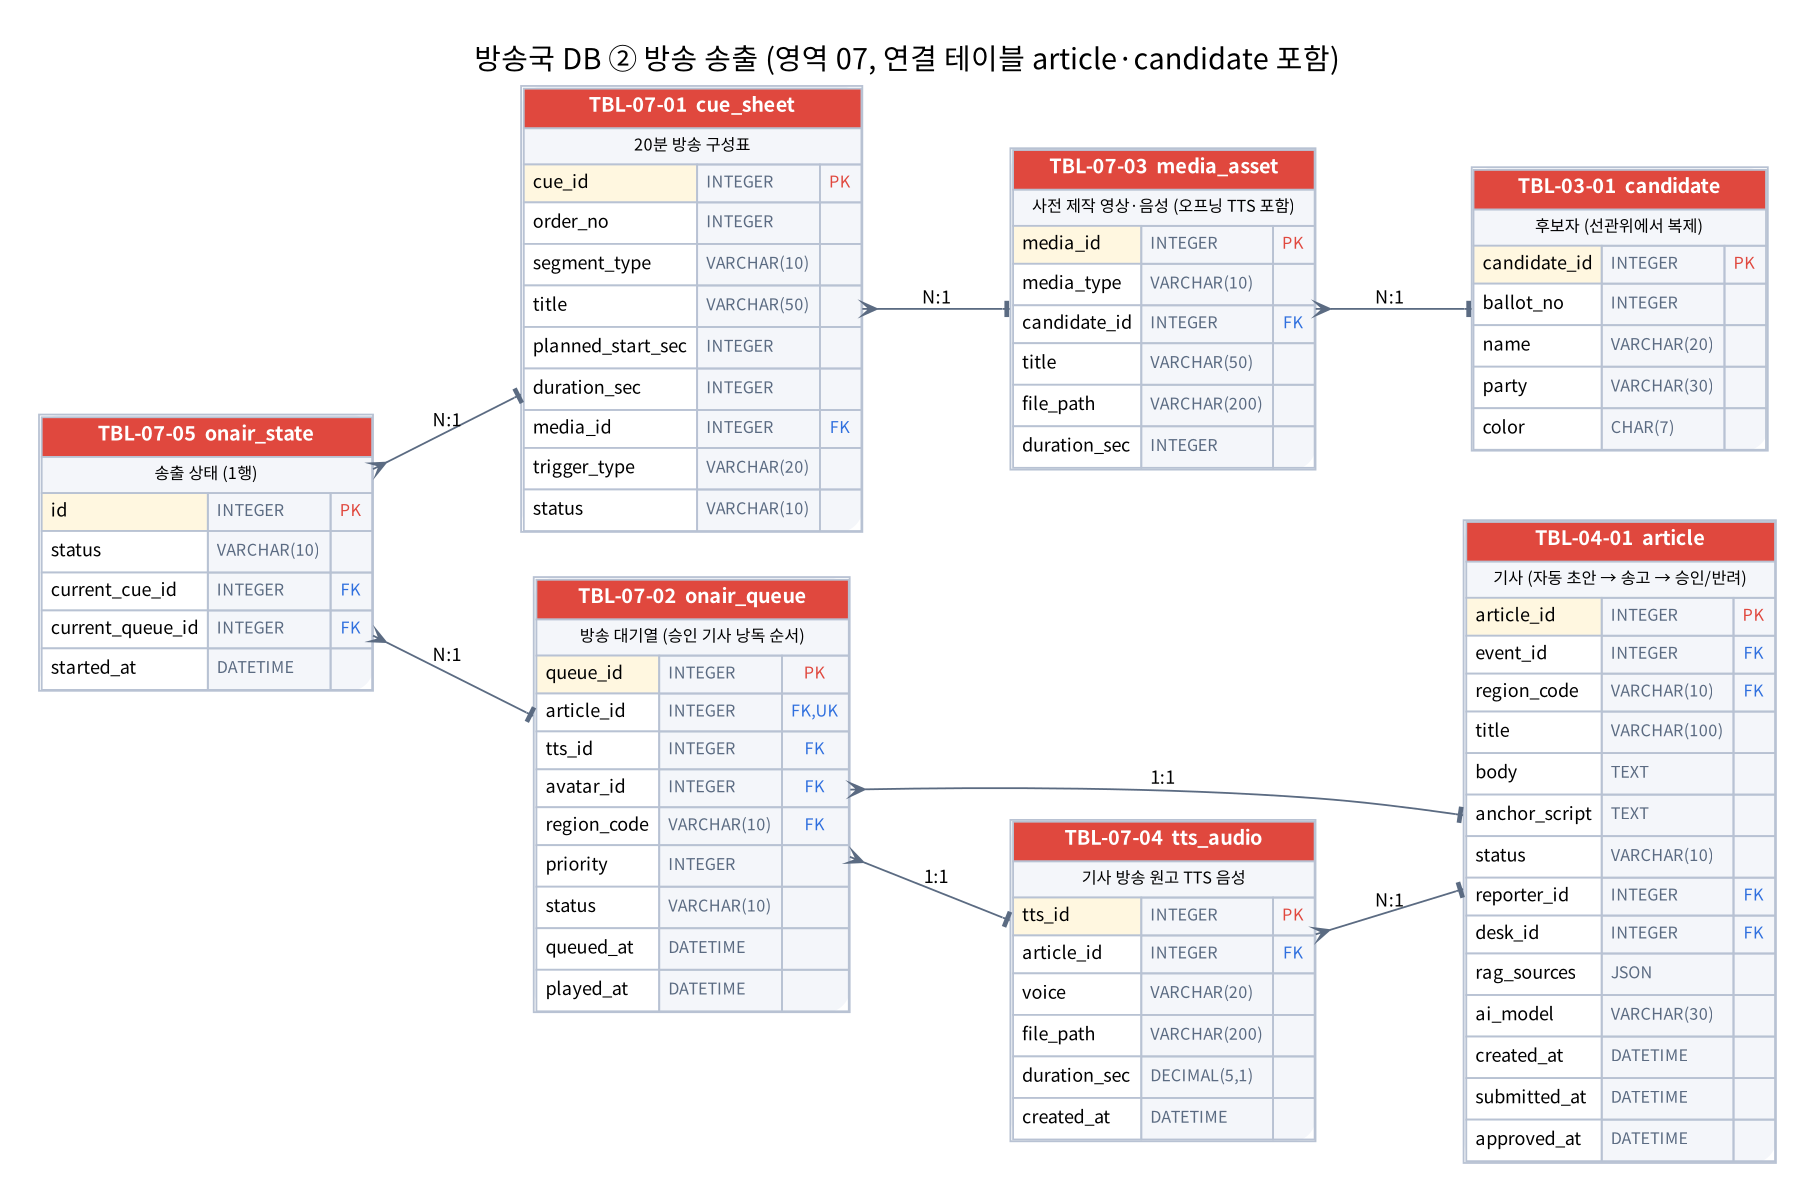 방송국 DB ② 방송 송출 (영역 07, 연결 테이블 article·candidate 포함)
TBL-07-01 cue_sheet
20분 방송 구성표
cue_id INTEGER PK
order_no INTEGER
segment_type VARCHAR(10)
title VARCHAR(50)
planned_start_sec INTEGER
duration_sec INTEGER
media_id INTEGER FK
trigger_type VARCHAR(20)
status VARCHAR(10)
N:1
TBL-07-03 media_asset
사전 제작 영상·음성 (오프닝 TTS 포함)
media_id INTEGER PK
media_type VARCHAR(10)
candidate_id INTEGER FK
title VARCHAR(50)
file_path VARCHAR(200)
duration_sec INTEGER
N:1
TBL-03-01 candidate
후보자 (선관위에서 복제)
candidate_id INTEGER PK
ballot_no INTEGER
name VARCHAR(20)
party VARCHAR(30)
color CHAR(7)
N:1
TBL-07-05 onair_state
송출 상태 (1행)
id INTEGER PK
status VARCHAR(10)
current_cue_id INTEGER FK
current_queue_id INTEGER FK
started_at DATETIME
N:1
TBL-07-02 onair_queue
방송 대기열 (승인 기사 낭독 순서)
queue_id INTEGER PK
article_id INTEGER FK,UK
tts_id INTEGER FK
avatar_id INTEGER FK
region_code VARCHAR(10) FK
priority INTEGER
status VARCHAR(10)
queued_at DATETIME
played_at DATETIME
1:1
1:1
TBL-07-04 tts_audio
기사 방송 원고 TTS 음성
tts_id INTEGER PK
article_id INTEGER FK
voice VARCHAR(20)
file_path VARCHAR(200)
duration_sec DECIMAL(5,1)
created_at DATETIME
N:1
TBL-04-01 article
기사 (자동 초안 → 송고 → 승인/반려)
article_id INTEGER PK
event_id INTEGER FK
region_code VARCHAR(10) FK
title VARCHAR(100)
body TEXT
anchor_script TEXT
status VARCHAR(10)
reporter_id INTEGER FK
desk_id INTEGER FK
rag_sources JSON
ai_model VARCHAR(30)
created_at DATETIME
submitted_at DATETIME
approved_at DATETIME